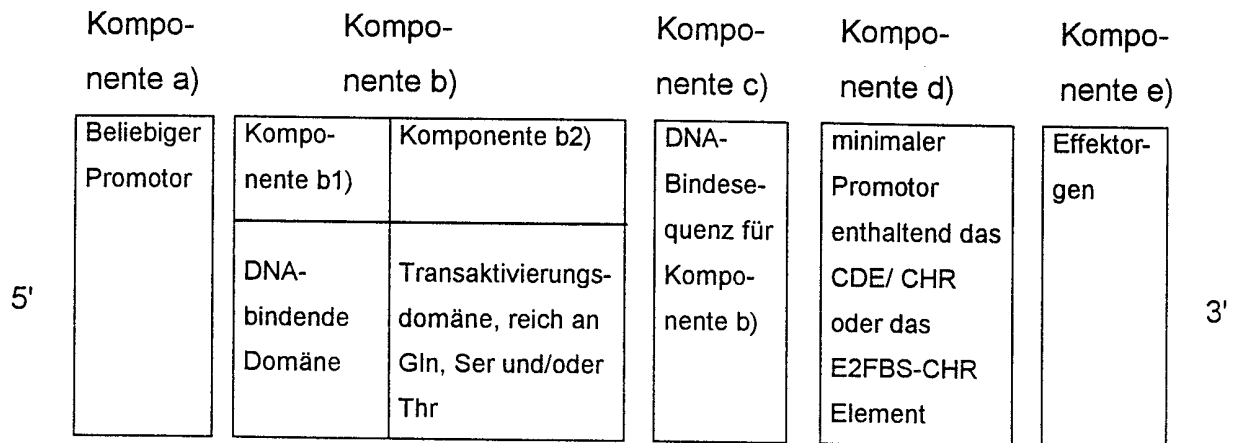 Kompo-
nente a)
Kompo-
nente b)
Kompo-
nente c)
Kompo-
nente d)
Kompo-
nente e)
5'
Beliebiger
Promotor
Kompo-
nente b1)
DNA-
bindende
Domäne
Komponente b2)
Transaktivierungs-
domäne, reich an
Gln, Ser und/oder
Thr
DNA-
Bindese-
quenz für
Kompo-
nente b)
minimaler
Promotor
enthaltend das
CDE/ CHR
oder das
E2FBS-CHR
Element
Effektor-
gen
3'